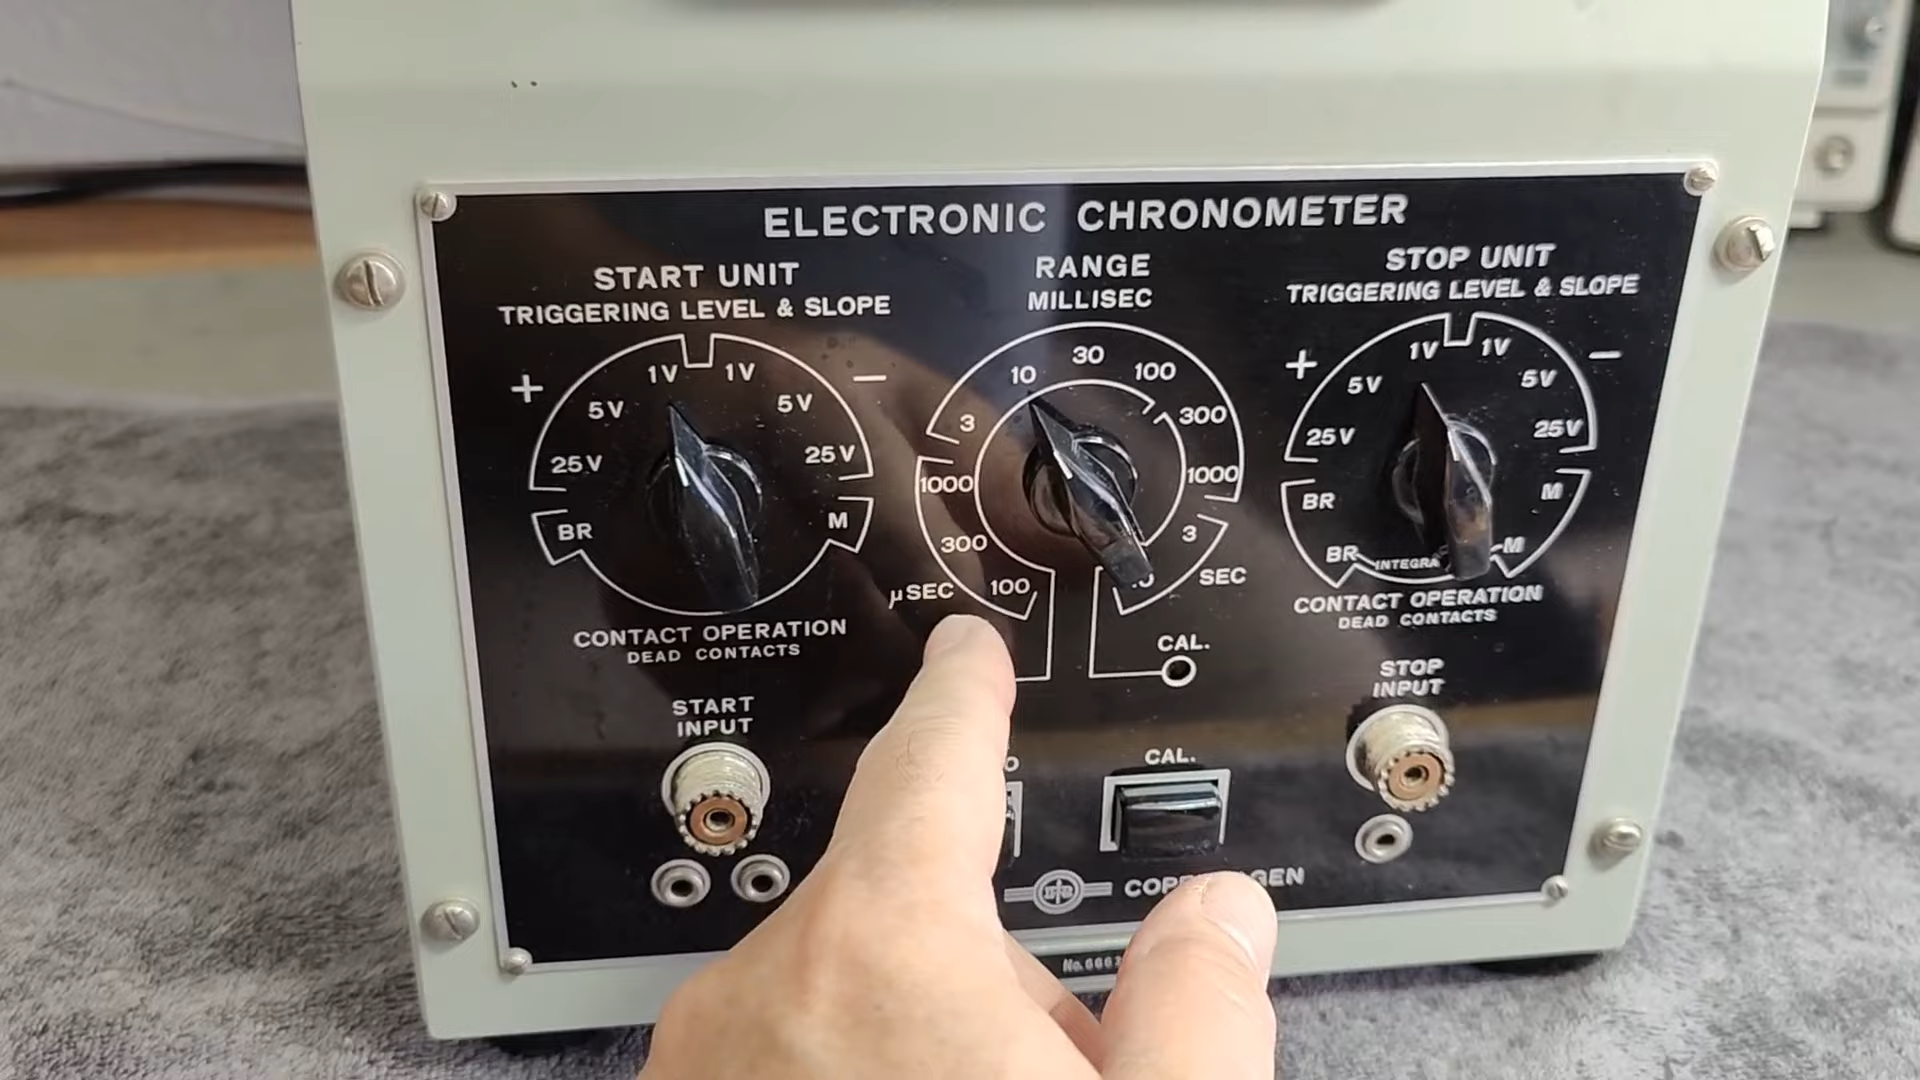 ELECTRONIC CHRONOMETER
START UNIT
TRIGGERING LEVEL & SLOPE
+ −
1V 1V
5V 5V
25V 25V
BR M
CONTACT OPERATION
DEAD CONTACTS
START
INPUT
RANGE
MILLISEC
3 10 30 100 300 1000
1000 300 100
µSEC
3
SEC
CAL.
CAL.
STOP UNIT
TRIGGERING LEVEL & SLOPE
+ −
1V 1V
5V 5V
25V 25V
BR M
BR M
CONTACT OPERATION
DEAD CONTACTS
STOP
INPUT